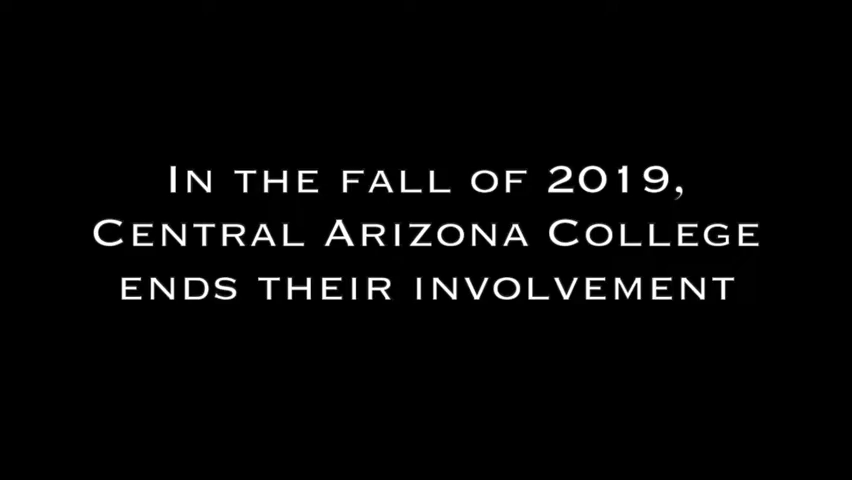 In the fall of 2019,
Central Arizona College
ends their involvement